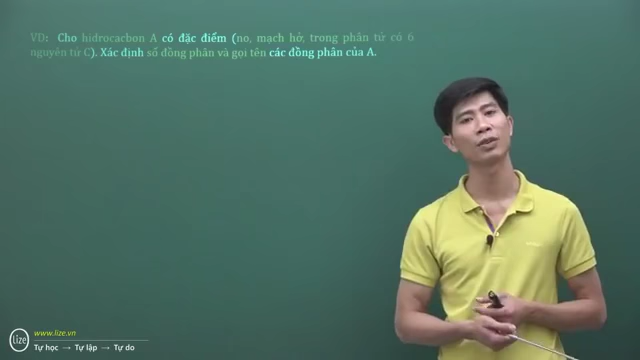 VD: Cho hidrocacbon A có đặc điểm (no, mạch hở, trong phân tử có 6
nguyên tử C). Xác định số đồng phân và gọi tên các đồng phân của A.
lize
www.lize.vn
Tự học → Tự lập → Tự do